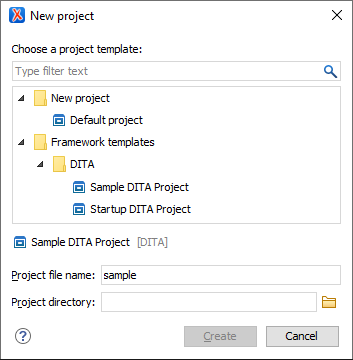 New project
Choose a project template:
Type filter text
New project
Default project
Framework templates
DITA
Sample DITA Project
Startup DITA Project
Sample DITA Project [DITA]
Project file name: sample
Project directory:
? Create Cancel